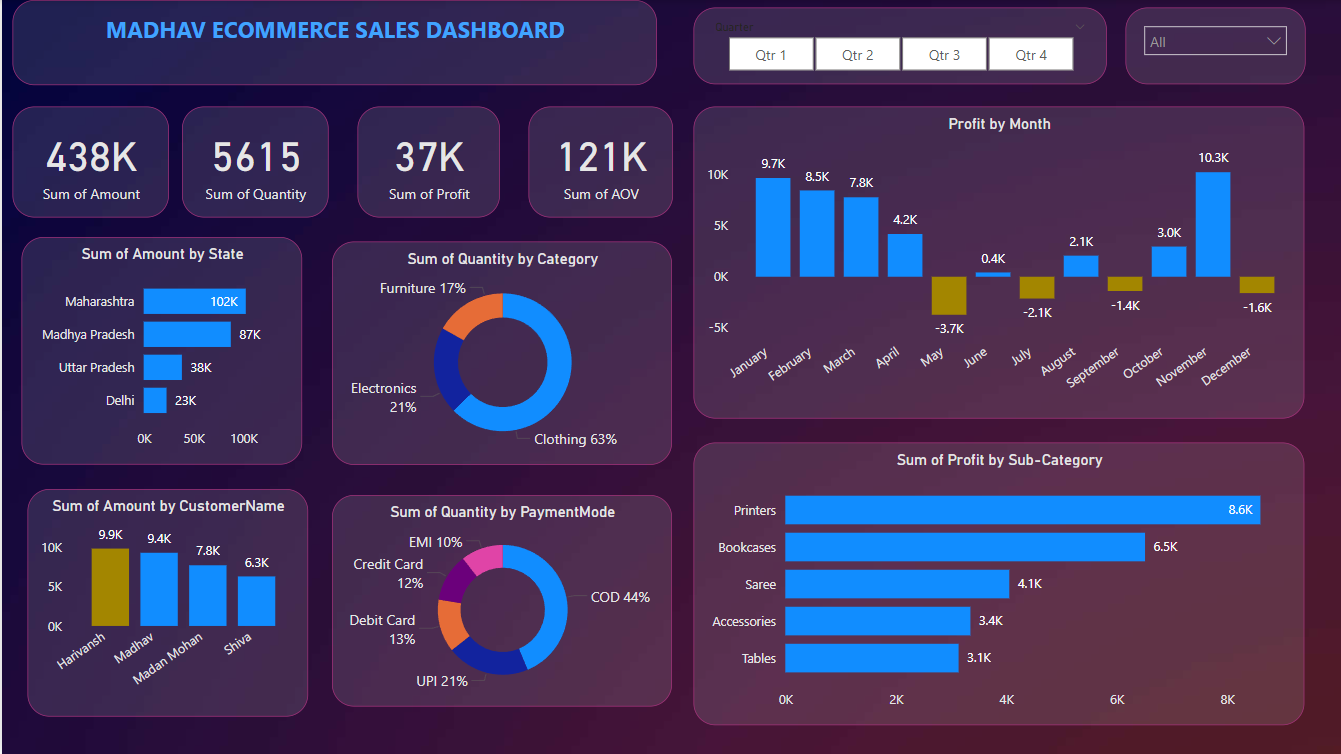 MADHAV ECOMMERCE SALES DASHBOARD
Quarter
Qtr 1 Qtr 2 Qtr 3 Qtr 4
All
438K
Sum of Amount
5615
Sum of Quantity
37K
Sum of Profit
121K
Sum of AOV
Profit by Month
10K
5K
0K
-5K
9.7K
8.5K
7.8K
4.2K
-3.7K
0.4K
-2.1K
2.1K
-1.4K
3.0K
10.3K
-1.6K
January
February
March
April
May
June
July
August
September
October
November
December
Sum of Amount by State
Maharashtra 102K
Madhya Pradesh 87K
Uttar Pradesh 38K
Delhi 23K
0K 50K 100K
Sum of Quantity by Category
Furniture 17%
Electronics
21%
Clothing 63%
Sum of Profit by Sub-Category
Printers 8.6K
Bookcases 6.5K
Saree 4.1K
Accessories 3.4K
Tables 3.1K
0K 2K 4K 6K 8K
Sum of Amount by CustomerName
10K
5K
0K
9.9K
9.4K
7.8K
6.3K
Harivansh
Madhav
Madan Mohan
Shiva
Sum of Quantity by PaymentMode
EMI 10%
Credit Card
12%
COD 44%
Debit Card
13%
UPI 21%